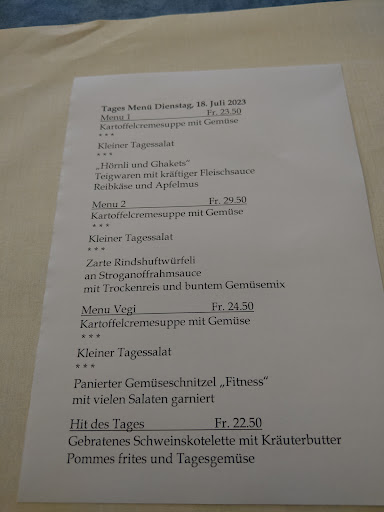 Tages Menü Dienstag, 18. Juli 2023
Menu 1 Fr. 23.50
Kartoffelcremesuppe mit Gemüse
* * *
Kleiner Tagessalat
* * *
„Hörnli und Ghakets"
Teigwaren mit kräftiger Fleischsauce
Reibkäse und Apfelmus
Menu 2 Fr. 29.50
Kartoffelcremesuppe mit Gemüse
* * *
Kleiner Tagessalat
* * *
Zarte Rindshuftwürfeli
an Stroganoffrahmsauce
mit Trockenreis und buntem Gemüsemix
Menu Vegi Fr. 24.50
Kartoffelcremesuppe mit Gemüse
* * *
Kleiner Tagessalat
* * *
Panierter Gemüseschnitzel „Fitness"
mit vielen Salaten garniert
Hit des Tages Fr. 22.50
Gebratenes Schweinskotelette mit Kräuterbutter
Pommes frites und Tagesgemüse